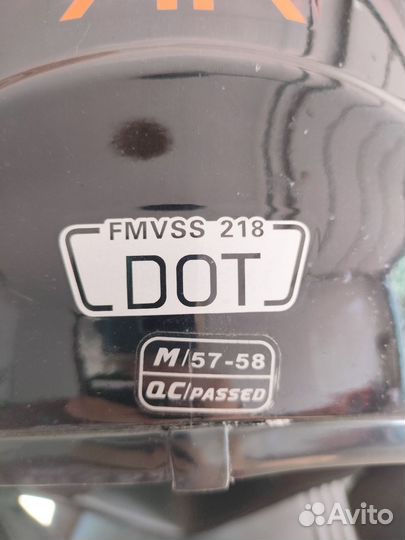 FMVSS 218
DOT
M/57-58
QC/PASSED
Avito